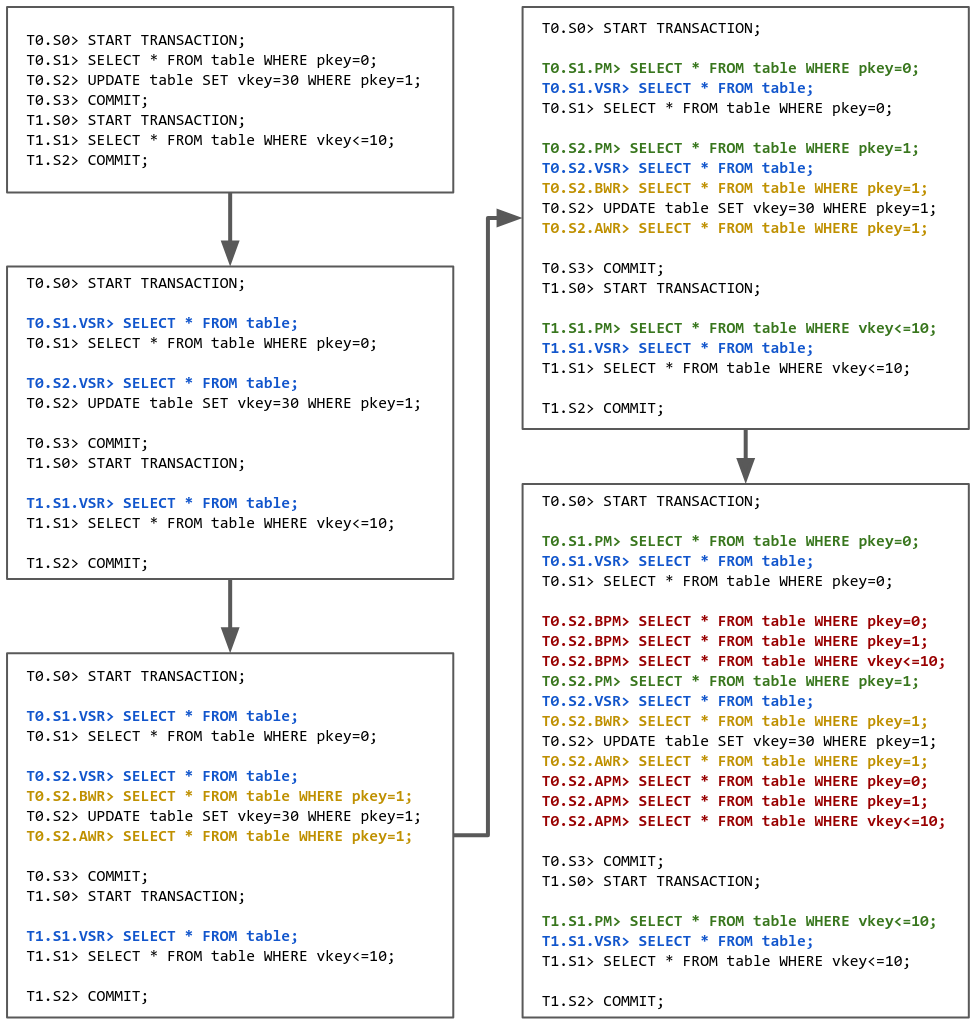 T0.S0> START TRANSACTION;
T0.S1> SELECT * FROM table WHERE pkey=0;
T0.S2> UPDATE table SET vkey=30 WHERE pkey=1;
T0.S3> COMMIT;
T1.S0> START TRANSACTION;
T1.S1> SELECT * FROM table WHERE vkey<=10;
T1.S2> COMMIT;
T0.S0> START TRANSACTION;
T0.S1.VSR> SELECT * FROM table;
T0.S1> SELECT * FROM table WHERE pkey=0;
T0.S2.VSR> SELECT * FROM table;
T0.S2> UPDATE table SET vkey=30 WHERE pkey=1;
T0.S3> COMMIT;
T1.S0> START TRANSACTION;
T1.S1.VSR> SELECT * FROM table;
T1.S1> SELECT * FROM table WHERE vkey<=10;
T1.S2> COMMIT;
T0.S0> START TRANSACTION;
T0.S1.VSR> SELECT * FROM table;
T0.S1> SELECT * FROM table WHERE pkey=0;
T0.S2.VSR> SELECT * FROM table;
T0.S2.BWR> SELECT * FROM table WHERE pkey=1;
T0.S2> UPDATE table SET vkey=30 WHERE pkey=1;
T0.S2.AWR> SELECT * FROM table WHERE pkey=1;
T0.S3> COMMIT;
T1.S0> START TRANSACTION;
T1.S1.VSR> SELECT * FROM table;
T1.S1> SELECT * FROM table WHERE vkey<=10;
T1.S2> COMMIT;
T0.S0> START TRANSACTION;
T0.S1.PM> SELECT * FROM table WHERE pkey=0;
T0.S1.VSR> SELECT * FROM table;
T0.S1> SELECT * FROM table WHERE pkey=0;
T0.S2.PM> SELECT * FROM table WHERE pkey=1;
T0.S2.VSR> SELECT * FROM table;
T0.S2.BWR> SELECT * FROM table WHERE pkey=1;
T0.S2> UPDATE table SET vkey=30 WHERE pkey=1;
T0.S2.AWR> SELECT * FROM table WHERE pkey=1;
T0.S3> COMMIT;
T1.S0> START TRANSACTION;
T1.S1.PM> SELECT * FROM table WHERE vkey<=10;
T1.S1.VSR> SELECT * FROM table;
T1.S1> SELECT * FROM table WHERE vkey<=10;
T1.S2> COMMIT;
T0.S0> START TRANSACTION;
T0.S1.PM> SELECT * FROM table WHERE pkey=0;
T0.S1.VSR> SELECT * FROM table;
T0.S1> SELECT * FROM table WHERE pkey=0;
T0.S2.BPM> SELECT * FROM table WHERE pkey=0;
T0.S2.BPM> SELECT * FROM table WHERE pkey=1;
T0.S2.BPM> SELECT * FROM table WHERE vkey<=10;
T0.S2.PM> SELECT * FROM table WHERE pkey=1;
T0.S2.VSR> SELECT * FROM table;
T0.S2.BWR> SELECT * FROM table WHERE pkey=1;
T0.S2> UPDATE table SET vkey=30 WHERE pkey=1;
T0.S2.AWR> SELECT * FROM table WHERE pkey=1;
T0.S2.APM> SELECT * FROM table WHERE pkey=0;
T0.S2.APM> SELECT * FROM table WHERE pkey=1;
T0.S2.APM> SELECT * FROM table WHERE vkey<=10;
T0.S3> COMMIT;
T1.S0> START TRANSACTION;
T1.S1.PM> SELECT * FROM table WHERE vkey<=10;
T1.S1.VSR> SELECT * FROM table;
T1.S1> SELECT * FROM table WHERE vkey<=10;
T1.S2> COMMIT;